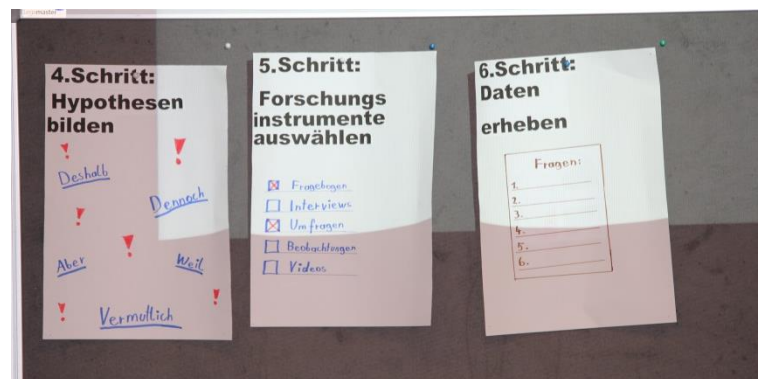 4.Schritt:
Hypothesen
bilden
Deshalb
Dennoch
Aber
Weil
Vermutlich
5.Schritt:
Forschungs
instrumente
auswählen
Fragebogen
Interviews
Umfragen
Beobachtungen
Videos
6.Schritt:
Daten
erheben
Fragen:
1.
2.
3.
4.
5.
6.